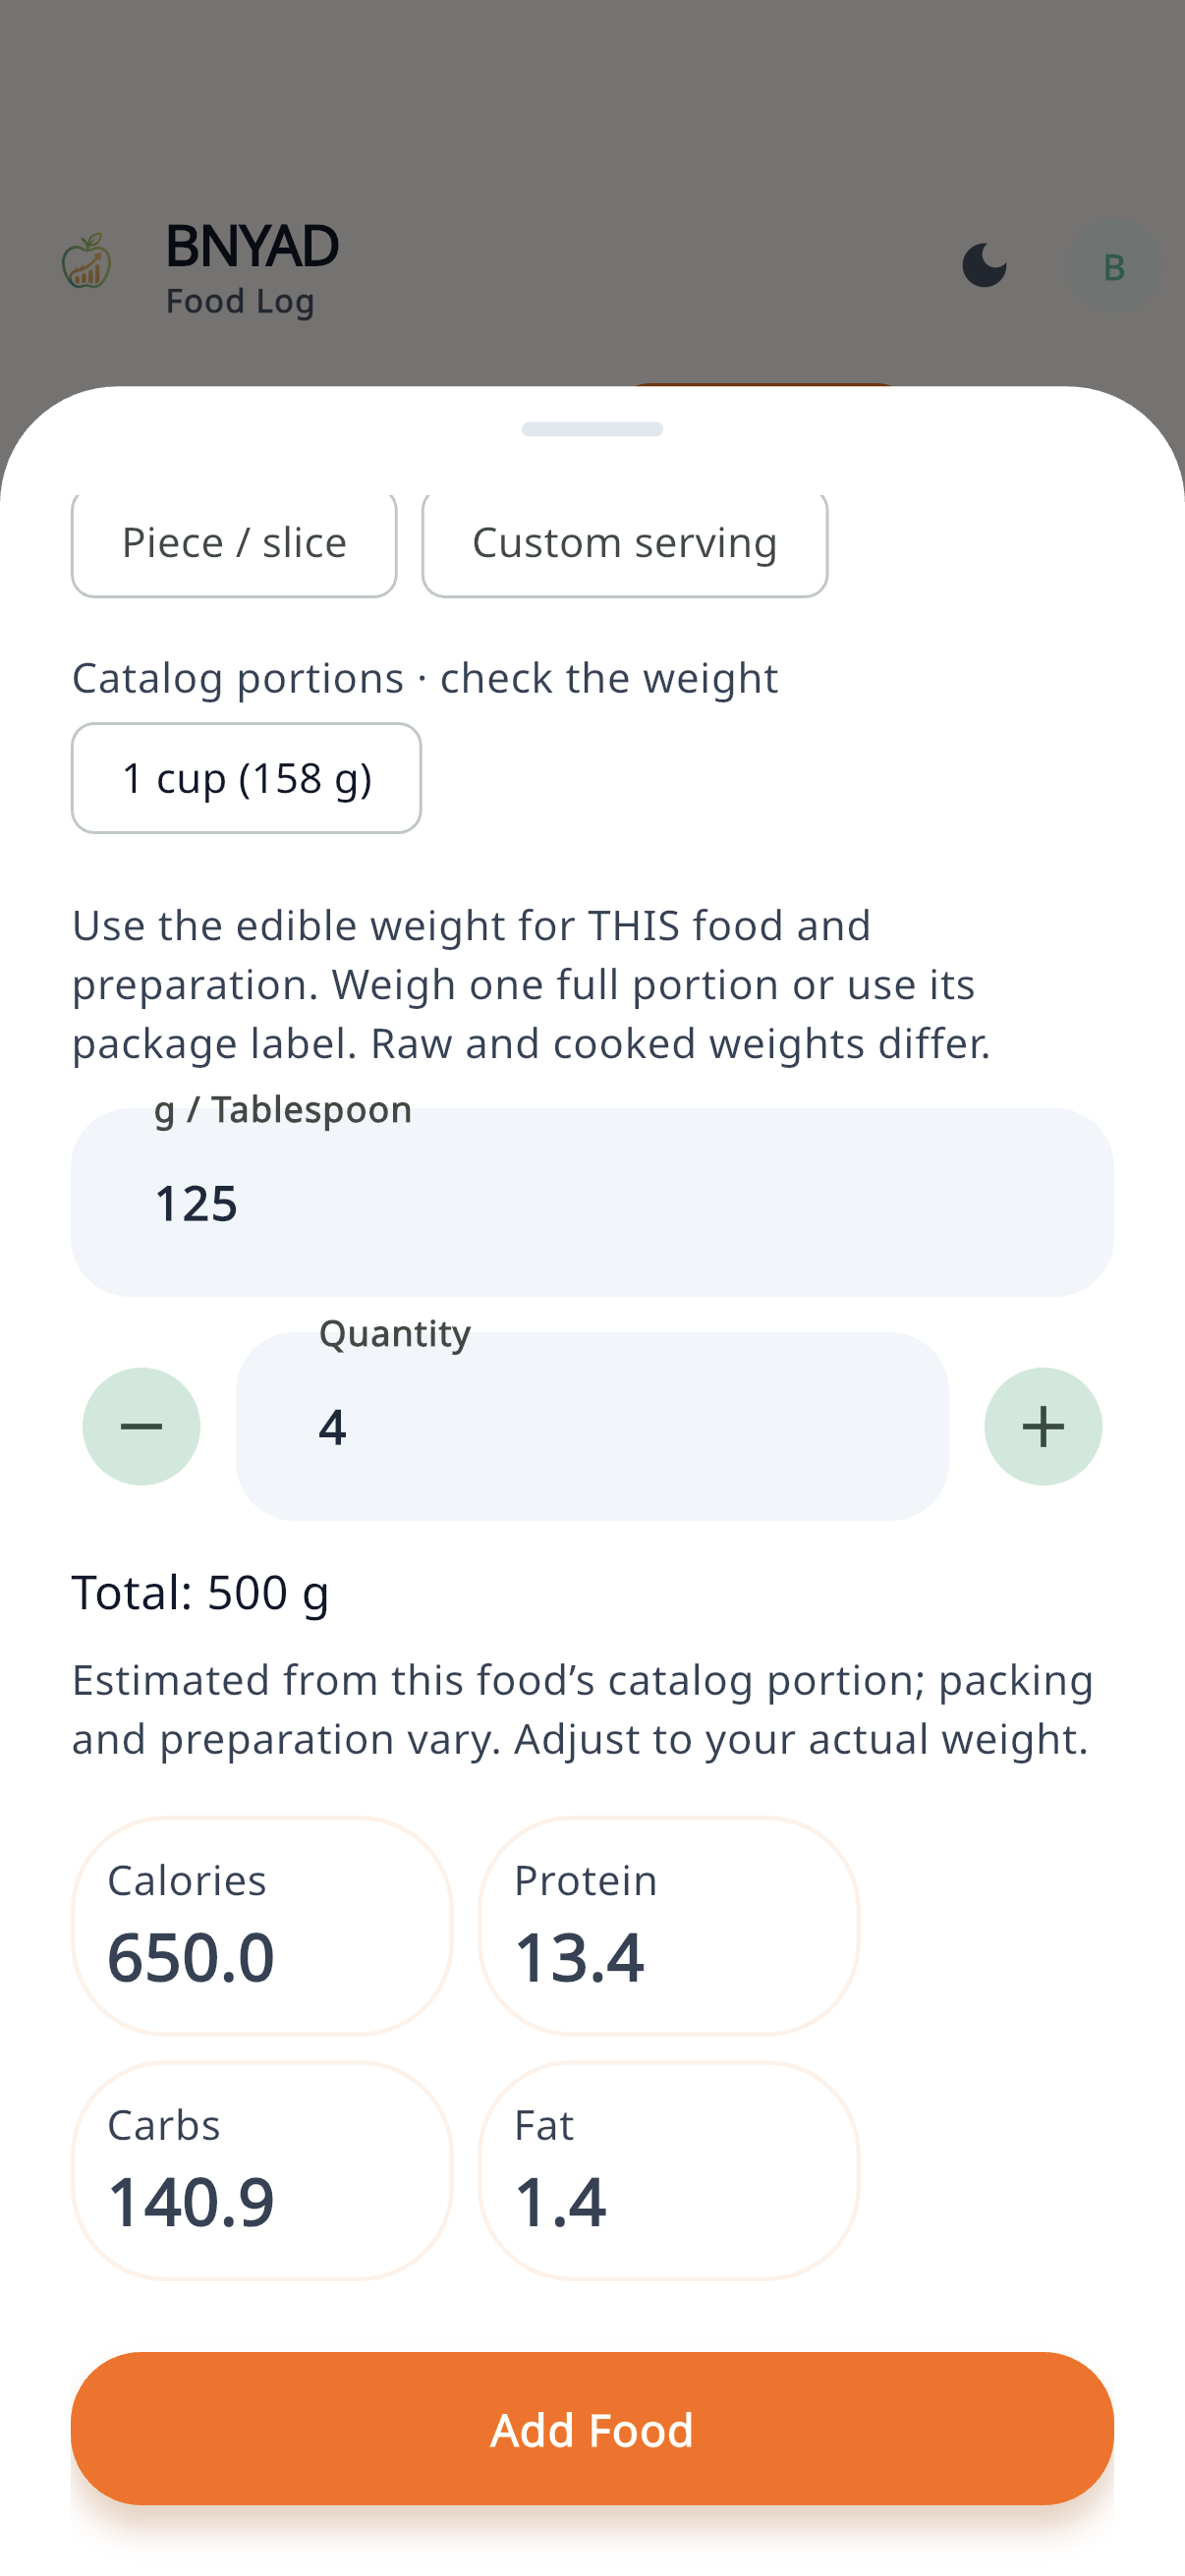 BNYAD
Food Log
B
Piece / slice
Custom serving
Catalog portions · check the weight
1 cup (158 g)
Use the edible weight for THIS food and
preparation. Weigh one full portion or use its
package label. Raw and cooked weights differ.
g / Tablespoon
125
Quantity
4
Total: 500 g
Estimated from this food’s catalog portion; packing
and preparation vary. Adjust to your actual weight.
Calories
650.0
Protein
13.4
Carbs
140.9
Fat
1.4
Add Food